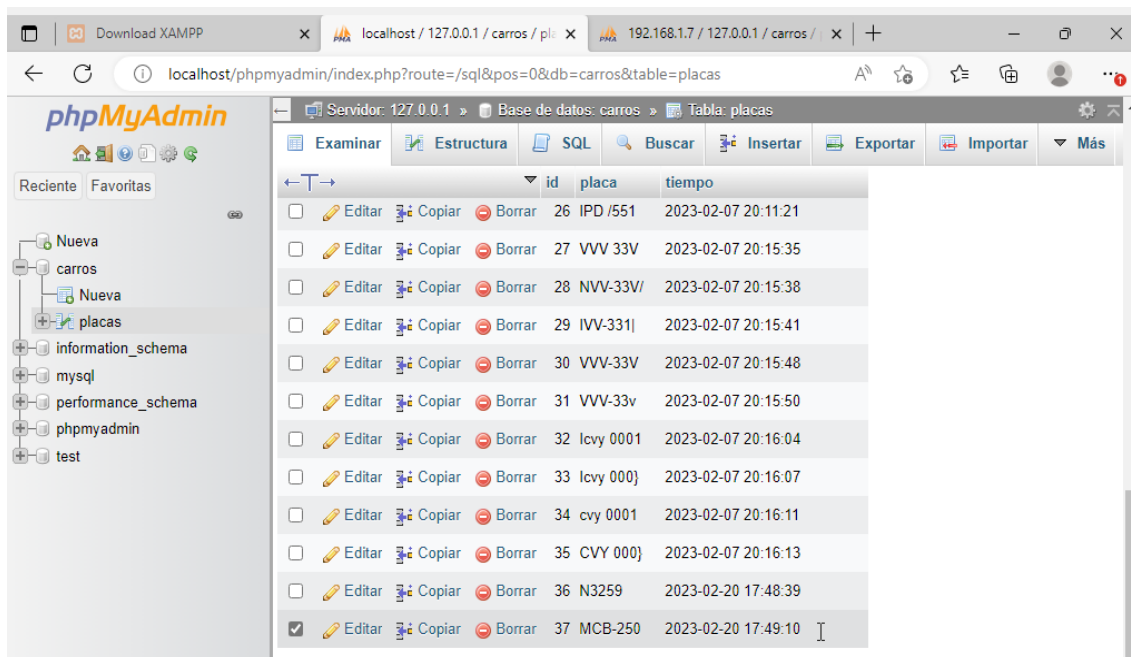 Download XAMPP
localhost / 127.0.0.1 / carros / pla
192.168.1.7 / 127.0.0.1 / carros /
localhost/phpmyadmin/index.php?route=/sql&pos=0&db=carros&table=placas
phpMyAdmin
Reciente Favoritas
Nueva
carros
Nueva
placas
information_schema
mysql
performance_schema
phpmyadmin
test
Servidor: 127.0.0.1 » Base de datos: carros » Tabla: placas
Examinar Estructura SQL Buscar Insertar Exportar Importar Más
id placa tiempo
Editar Copiar Borrar 26 IPD /551 2023-02-07 20:11:21
Editar Copiar Borrar 27 VVV 33V 2023-02-07 20:15:35
Editar Copiar Borrar 28 NVV-33V/ 2023-02-07 20:15:38
Editar Copiar Borrar 29 IVV-331| 2023-02-07 20:15:41
Editar Copiar Borrar 30 VVV-33V 2023-02-07 20:15:48
Editar Copiar Borrar 31 VVV-33v 2023-02-07 20:15:50
Editar Copiar Borrar 32 Icvy 0001 2023-02-07 20:16:04
Editar Copiar Borrar 33 Icvy 000} 2023-02-07 20:16:07
Editar Copiar Borrar 34 cvy 0001 2023-02-07 20:16:11
Editar Copiar Borrar 35 CVY 000} 2023-02-07 20:16:13
Editar Copiar Borrar 36 N3259 2023-02-20 17:48:39
Editar Copiar Borrar 37 MCB-250 2023-02-20 17:49:10